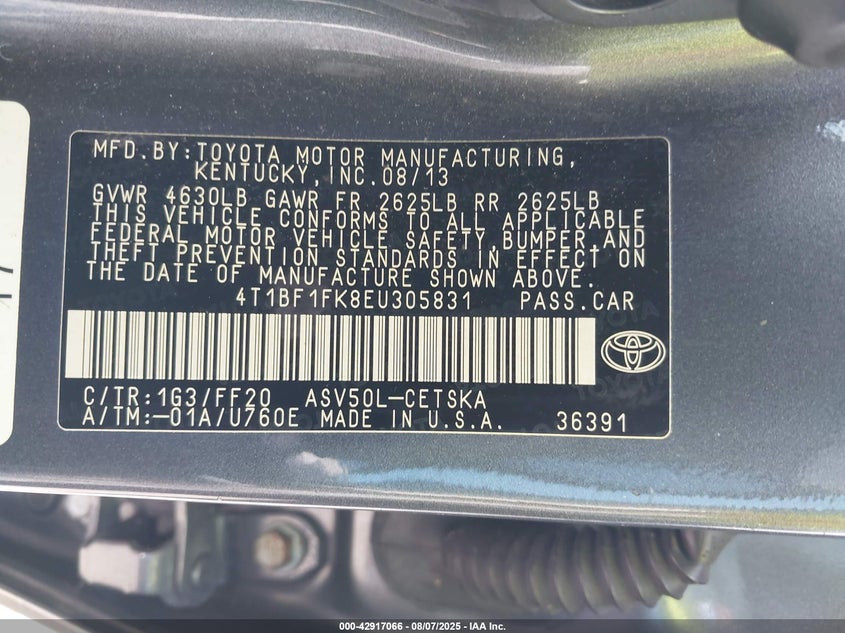 MFD.BY:TOYOTA MOTOR MANUFACTURING,
KENTUCKY,INC.08/13
GVWR 4630LB GAWR FR 2625LB RR 2625LB
THIS VEHICLE CONFORMS TO ALL APPLICABLE
FEDERAL MOTOR VEHICLE SAFETY,BUMPER,AND
THEFT PREVENTION STANDARDS IN EFFECT ON
THE DATE OF MANUFACTURE SHOWN ABOVE.
4T1BF1FK8EU305831 PASS.CAR
C/TR:1G3/FF20 ASV50L-CETSKA
A/TM:-01A/U760E MADE IN U.S.A. 36391
000-42917066 - 08/07/2025 - IAA Inc.